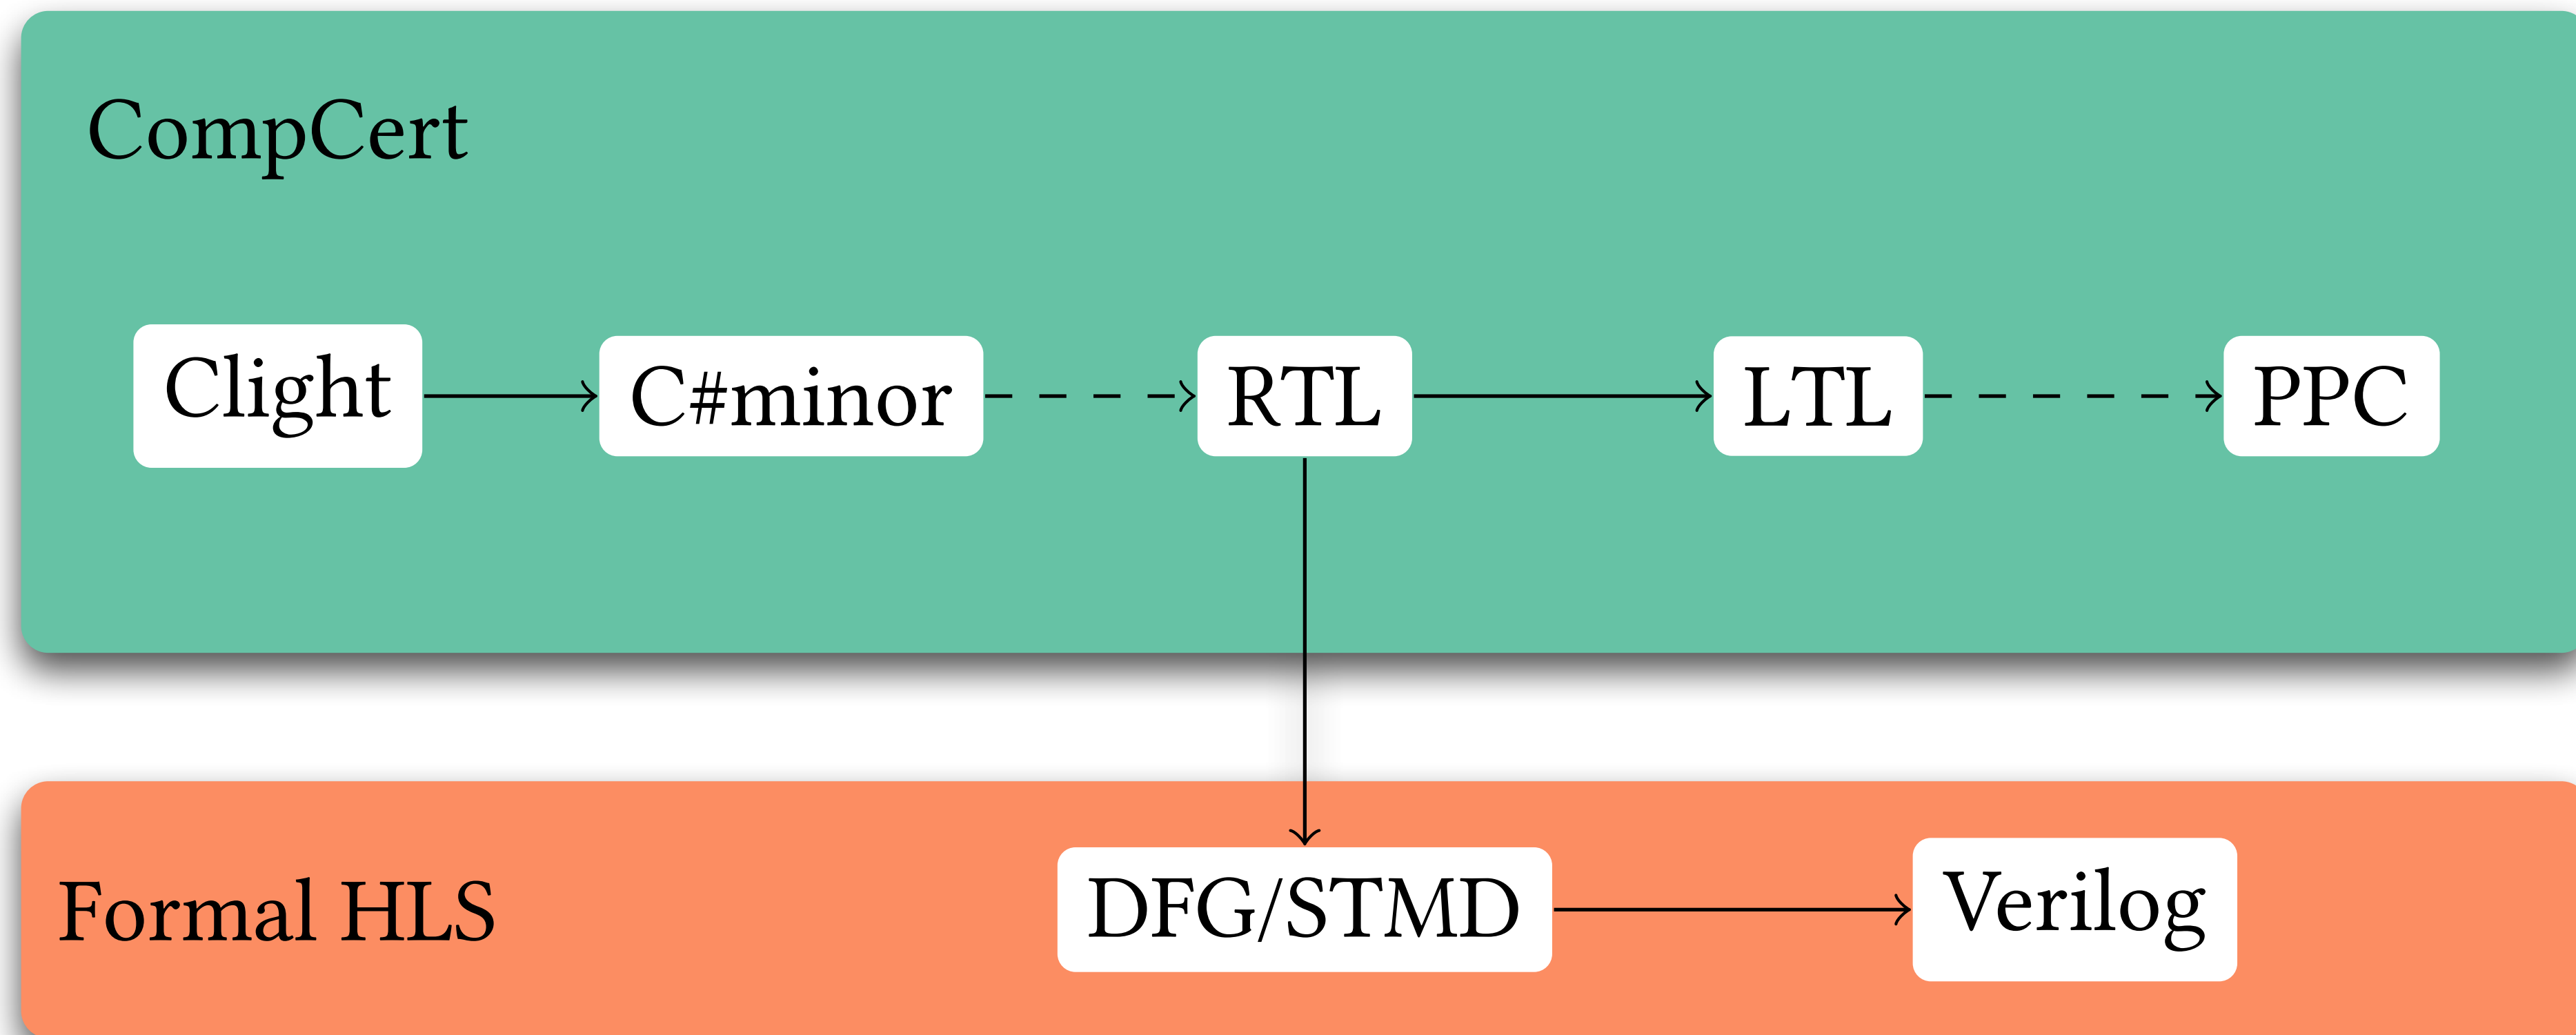 CompCert
Clight
C#minor
RTL
LTL
PPC
Formal HLS
DFG/STMD
Verilog